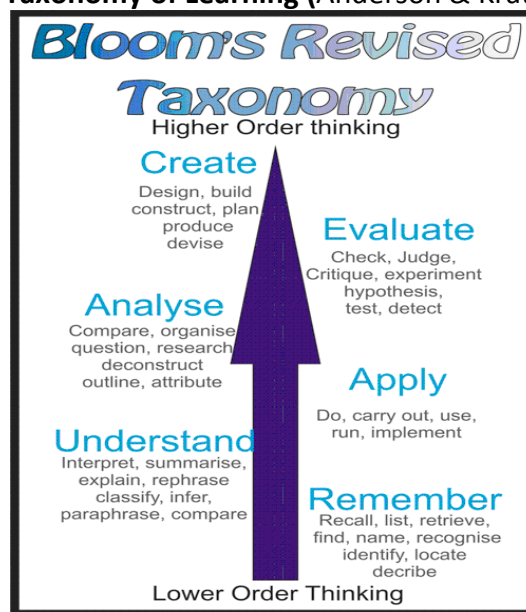 Taxonomy of Learning (Anderson & Krat
Bloom's Revised
Taxonomy
Higher Order thinking
Create
Design, build
construct, plan
produce
devise
Evaluate
Check, Judge,
Critique, experiment
hypothesis,
test, detect
Analyse
Compare, organise
question, research
deconstruct
outline, attribute
Apply
Do, carry out, use,
run, implement
Understand
Interpret, summarise,
explain, rephrase
classify, infer,
paraphrase, compare
Remember
Recall, list, retrieve,
find, name, recognise
identify, locate
decribe
Lower Order Thinking